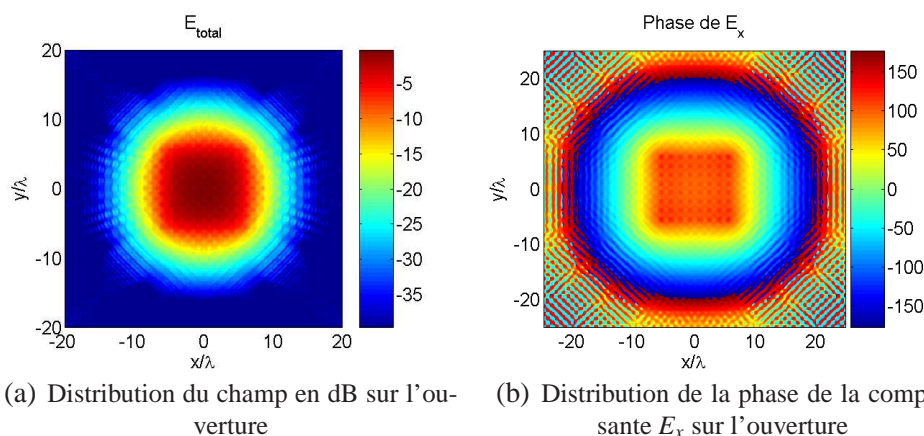 E_total
Phase de E_x
20
10
0
-10
-20
-20 -10 0 10 20
y/λ
x/λ
-5
-10
-15
-20
-25
-30
-35
20
10
0
-10
-20
-20 -10 0 10 20
y/λ
x/λ
150
100
50
0
-50
-100
-150
(a) Distribution du champ en dB sur l'ou-
verture
(b) Distribution de la phase de la comp
sante E_x sur l'ouverture